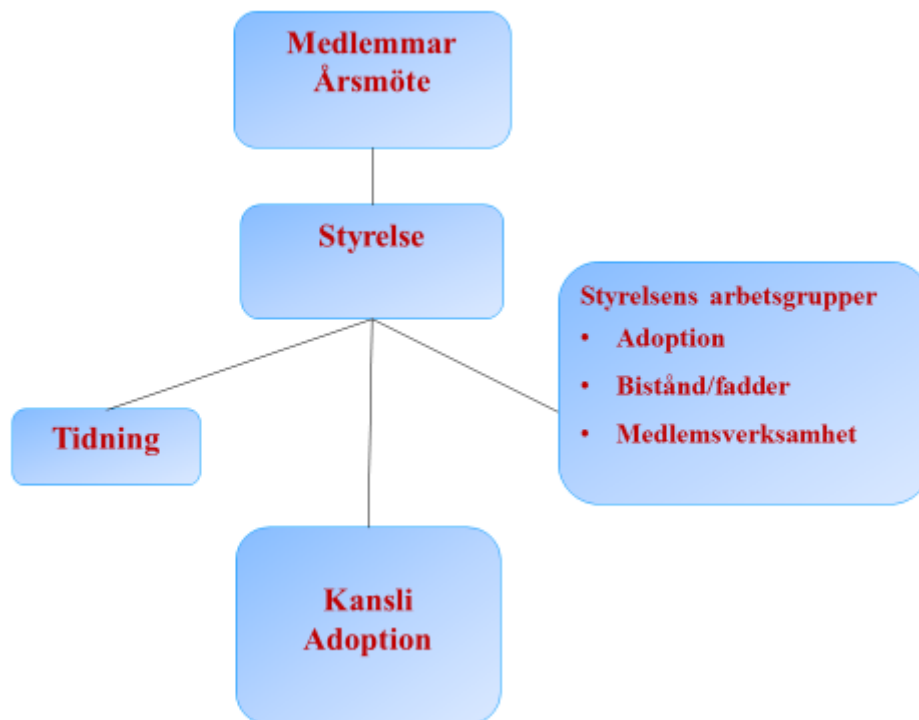 Medlemmar
Årsmöte
Styrelse
Styrelsens arbetsgrupper
• Adoption
• Bistånd/fadder
• Medlemsverksamhet
Tidning
Kansli
Adoption